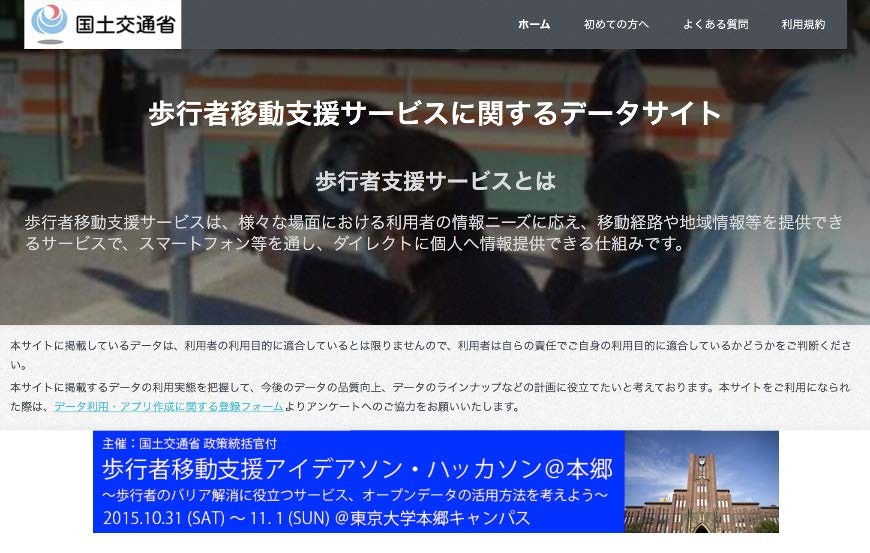 国土交通省
ホーム 初めての方へ よくある質問 利用規約
歩行者移動支援サービスに関するデータサイト
歩行者支援サービスとは
歩行者移動支援サービスは、様々な場面における利用者の情報ニーズに応え、移動経路や地域情報等を提供でき
るサービスで、スマートフォン等を通し、ダイレクトに個人へ情報提供できる仕組みです。
本サイトに掲載しているデータは、利用者の利用目的に適合しているとは限りませんので、利用者は自らの責任でご自身の利用目的に適合しているかどうかをご判断くださ
い。
本サイトに掲載するデータの利用実態を把握して、今後のデータの品質向上、データのラインナップなどの計画に役立てたいと考えております。本サイトをご利用になられ
た際は、データ利用・アプリ作成に関する登録フォームよりアンケートへのご協力をお願いいたします。
主催：国土交通省 政策統括官付
歩行者移動支援アイデアソン・ハッカソン＠本郷
～歩行者のバリア解消に役立つサービス、オープンデータの活用方法を考えよう～
2015.10.31 (SAT) ～ 11. 1 (SUN) ＠東京大学本郷キャンパス